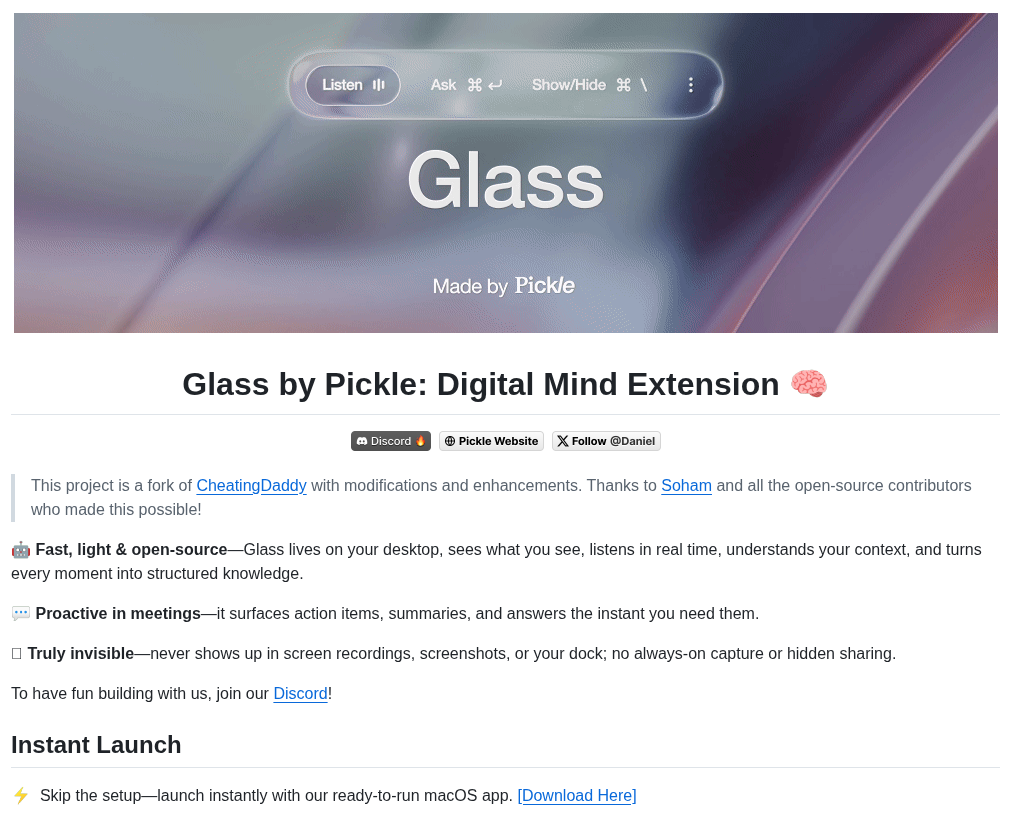 Listen Ask ⌘ ↵ Show/Hide ⌘ \
Glass
Made by Pickle
Glass by Pickle: Digital Mind Extension 🧠
Discord 🔥 Pickle Website Follow @Daniel
This project is a fork of CheatingDaddy with modifications and enhancements. Thanks to Soham and all the open-source contributors
who made this possible!
🤖 Fast, light & open-source—Glass lives on your desktop, sees what you see, listens in real time, understands your context, and turns
every moment into structured knowledge.
💬 Proactive in meetings—it surfaces action items, summaries, and answers the instant you need them.
Truly invisible—never shows up in screen recordings, screenshots, or your dock; no always-on capture or hidden sharing.
To have fun building with us, join our Discord!
Instant Launch
⚡ Skip the setup—launch instantly with our ready-to-run macOS app. [Download Here]